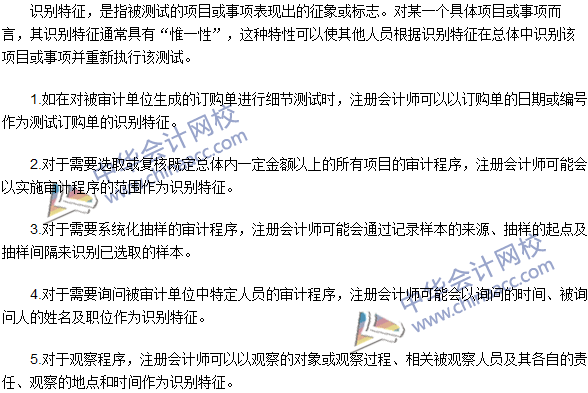 识别特征，是指被测试的项目或事项表现出的征象或标志。对某一个具体项目或事项而
言，其识别特征通常具有“惟一性”，这种特性可以使其他人员根据识别特征在总体中识别该
项目或事项并重新执行该测试。
1.如在对被审计单位生成的订购单进行细节测试时，注册会计师可以以订购单的日期或编号
作为测试订购单的识别特征。
2.对于需要选取或复核既定总体内一定金额以上的所有项目的审计程序，注册会计师可能会
以实施审计程序的范围作为识别特征。
3.对于需要系统化抽样的审计程序，注册会计师可能会通过记录样本的来源、抽样的起点及
抽样间隔来识别已选取的样本。
4.对于需要询问被审计单位中特定人员的审计程序，注册会计师可能会以询问的时间、被询
问人的姓名及职位作为识别特征。
5.对于观察程序，注册会计师可以以观察的对象或观察过程、相关被观察人员及其各自的责
任、观察的地点和时间作为识别特征。
中华会计网校
www.chinaacc.com
中华会计网校
www.chinaacc.com